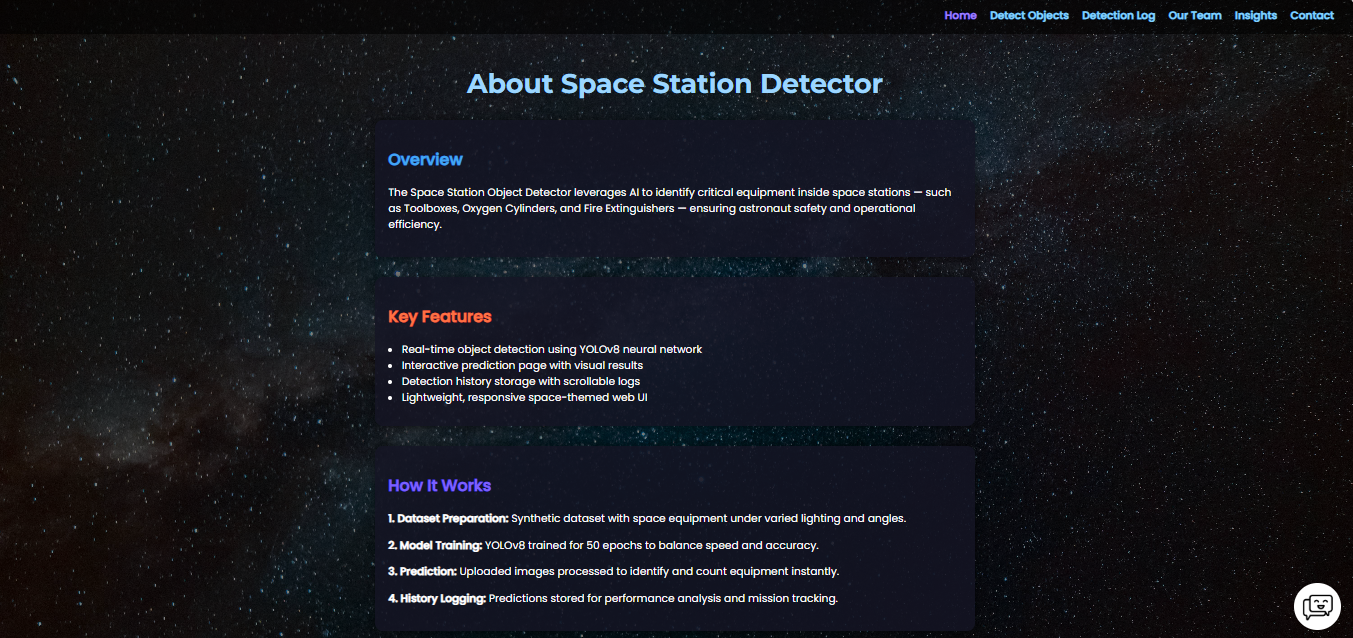 Home Detect Objects Detection Log Our Team Insights Contact
About Space Station Detector
Overview
The Space Station Object Detector leverages AI to identify critical equipment inside space stations — such
as Toolboxes, Oxygen Cylinders, and Fire Extinguishers — ensuring astronaut safety and operational
efficiency.
Key Features
• Real-time object detection using YOLOv8 neural network
• Interactive prediction page with visual results
• Detection history storage with scrollable logs
• Lightweight, responsive space-themed web UI
How It Works
1. Dataset Preparation: Synthetic dataset with space equipment under varied lighting and angles.
2. Model Training: YOLOv8 trained for 50 epochs to balance speed and accuracy.
3. Prediction: Uploaded images processed to identify and count equipment instantly.
4. History Logging: Predictions stored for performance analysis and mission tracking.